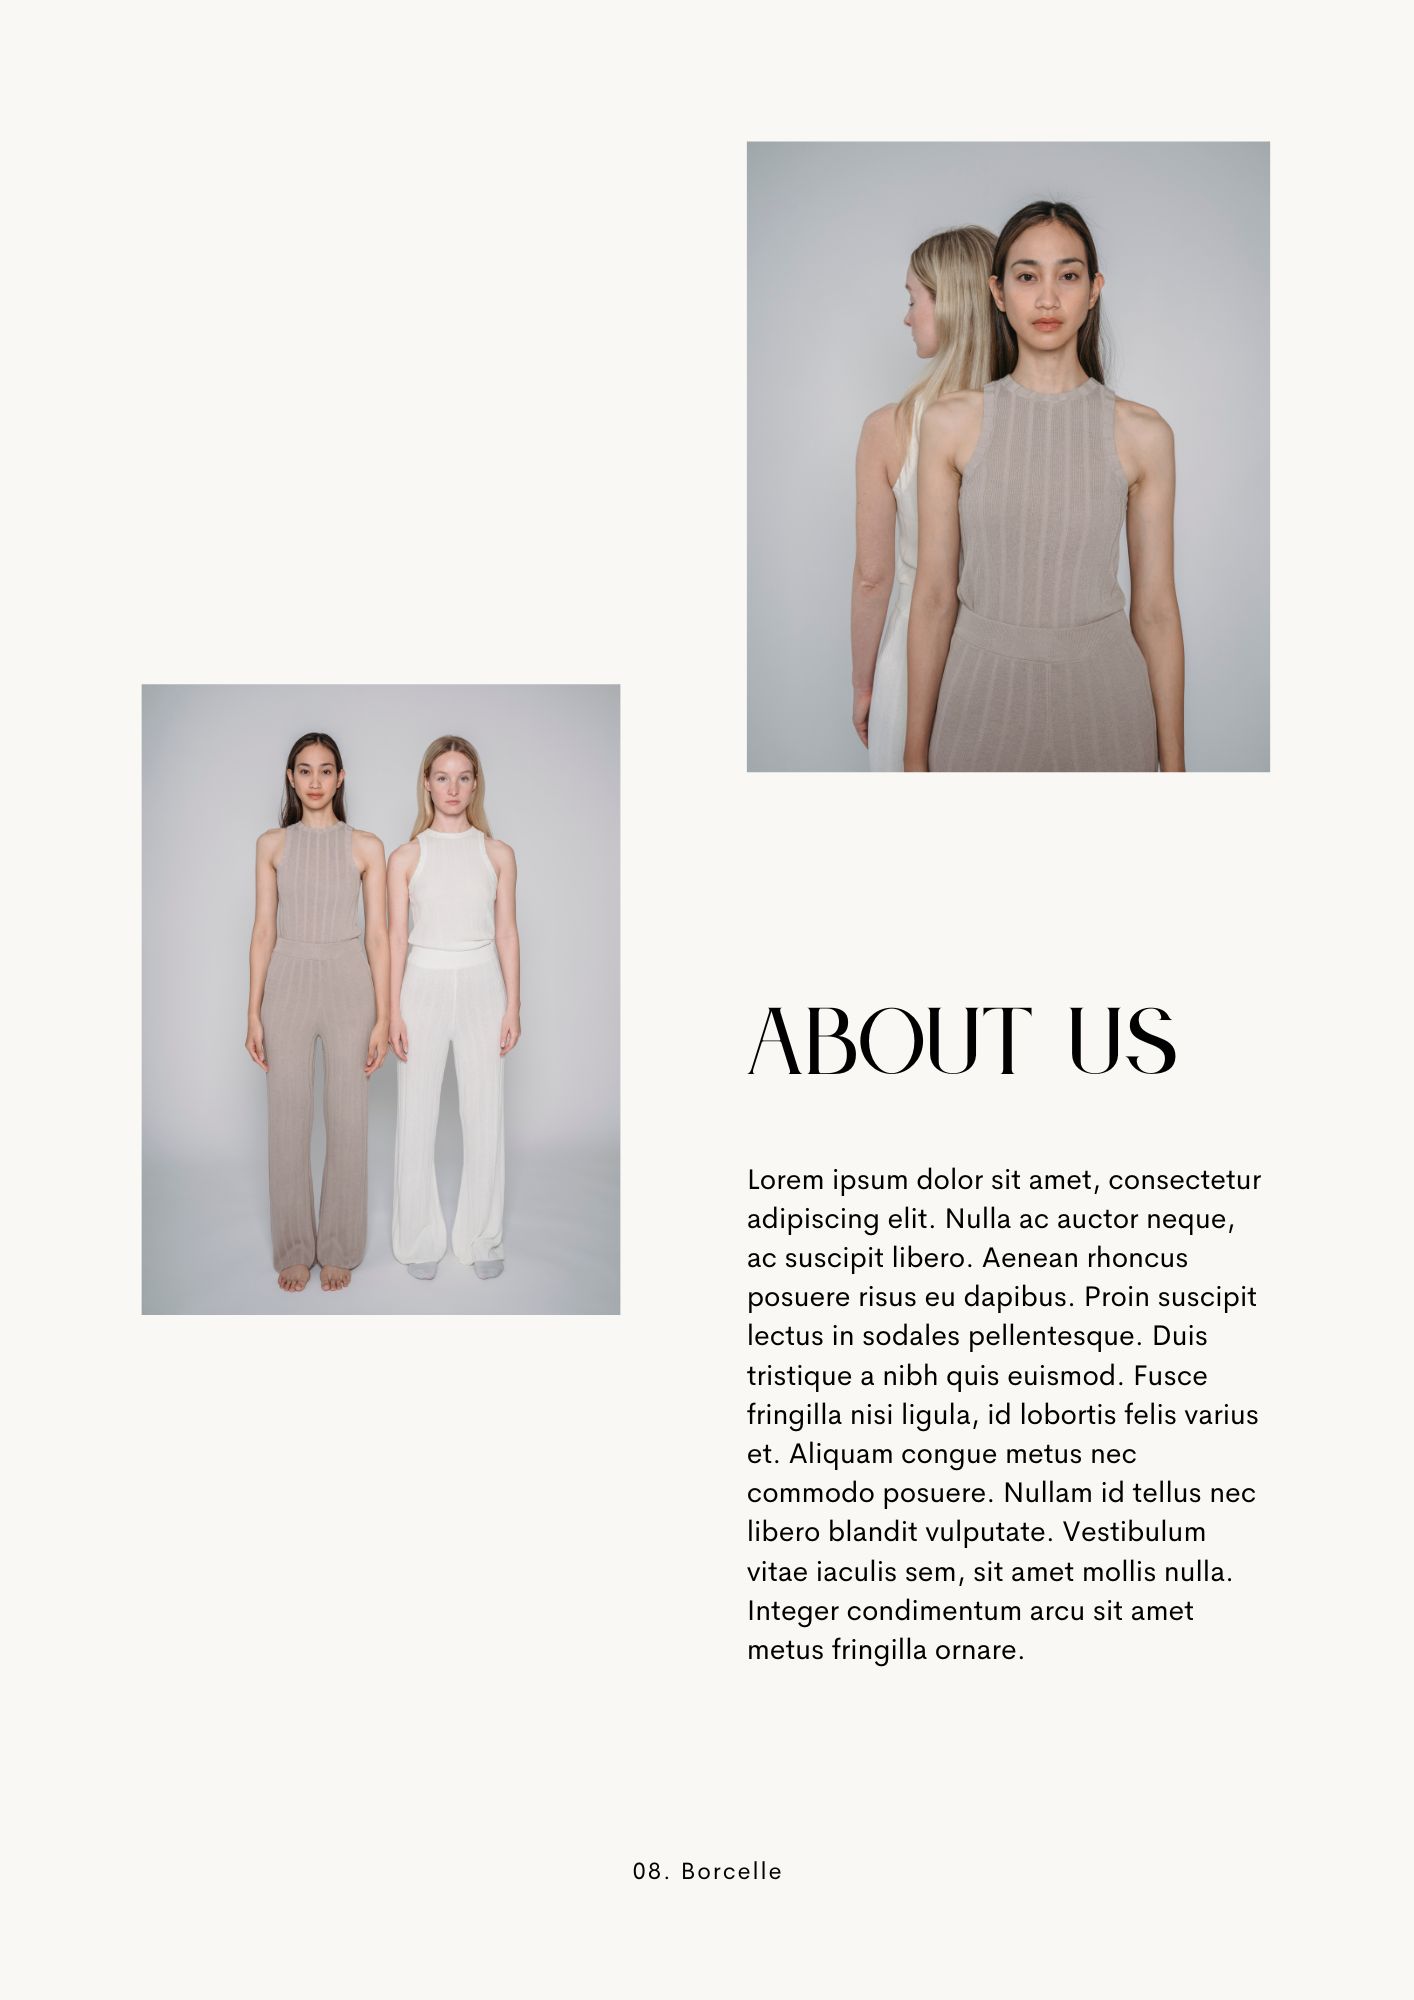 ABOUT US
Lorem ipsum dolor sit amet, consectetur
adipiscing elit. Nulla ac auctor neque,
ac suscipit libero. Aenean rhoncus
posuere risus eu dapibus. Proin suscipit
lectus in sodales pellentesque. Duis
tristique a nibh quis euismod. Fusce
fringilla nisi ligula, id lobortis felis varius
et. Aliquam congue metus nec
commodo posuere. Nullam id tellus nec
libero blandit vulputate. Vestibulum
vitae iaculis sem, sit amet mollis nulla.
Integer condimentum arcu sit amet
metus fringilla ornare.
08. Borcelle